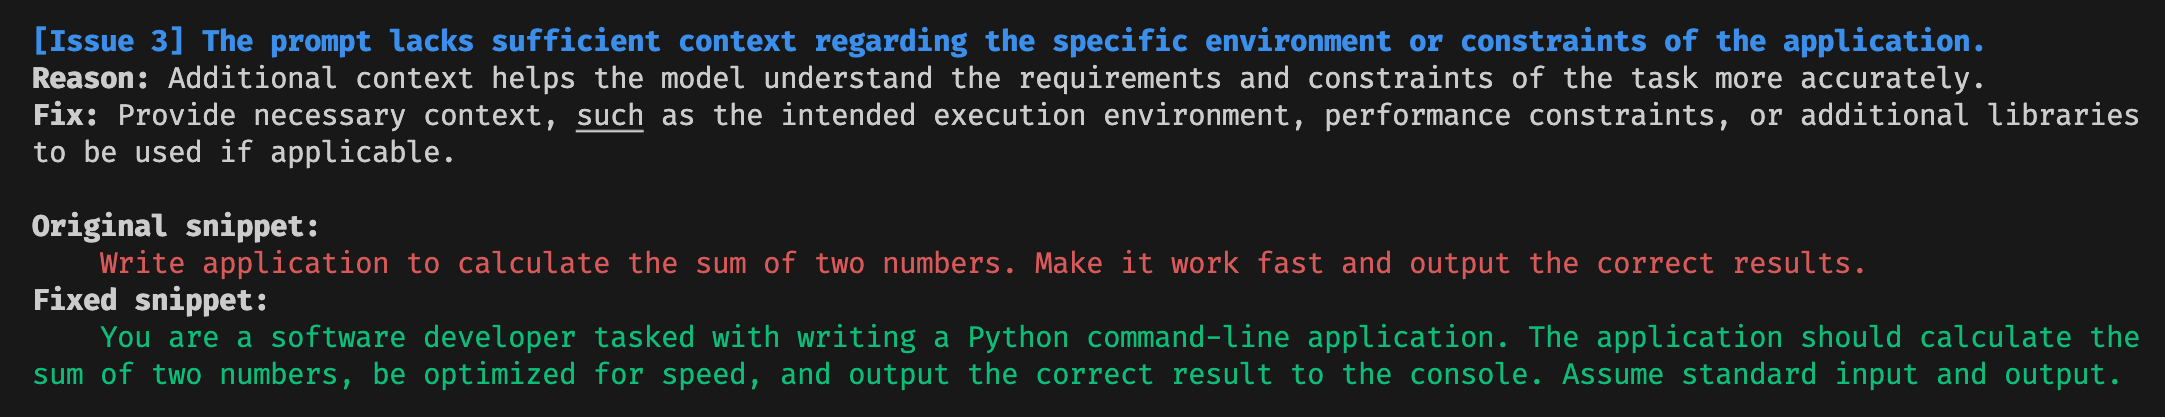 [Issue 3] The prompt lacks sufficient context regarding the specific environment or constraints of the application.
Reason: Additional context helps the model understand the requirements and constraints of the task more accurately.
Fix: Provide necessary context, such as the intended execution environment, performance constraints, or additional libraries
to be used if applicable.
Original snippet:
Write application to calculate the sum of two numbers. Make it work fast and output the correct results.
Fixed snippet:
You are a software developer tasked with writing a Python command-line application. The application should calculate the
sum of two numbers, be optimized for speed, and output the correct result to the console. Assume standard input and output.